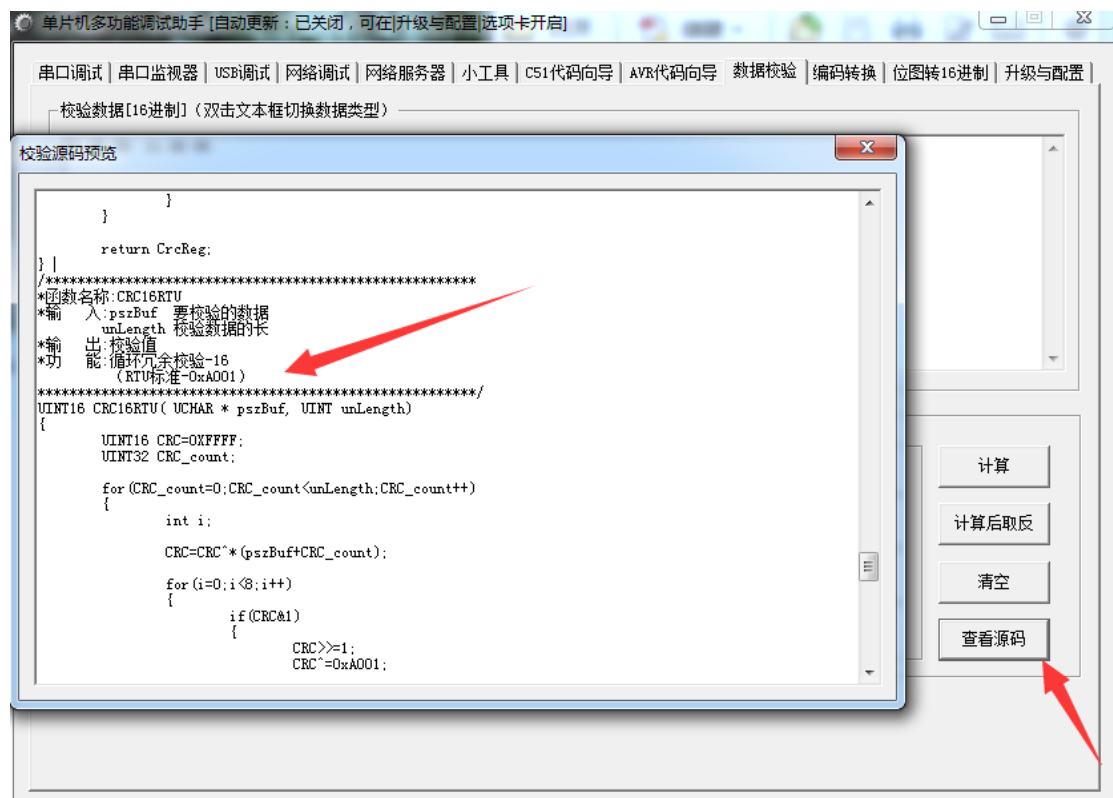 单片机多功能调试助手 [自动更新：已关闭，可在|升级与配置|选项卡开启]
串口调试 串口监视器 USB调试 网络调试 网络服务器 小工具 C51代码向导 AVR代码向导 数据校验 编码转换 位图转16进制 升级与配置
校验数据[16进制]（双击文本框切换数据类型）
校验源码预览
}
}
return CrcReg;
}
/******************************************************
*函数名称:CRC16RTU
*输 入:pszBuf 要校验的数据
unLength 校验数据的长
*输 出:校验值
*功 能:循环冗余校验-16
（RTU标准-0xA001）
*******************************************************/
UINT16 CRC16RTU( UCHAR * pszBuf, UINT unLength)
{
UINT16 CRC=0XFFFF;
UINT32 CRC_count;
for(CRC_count=0;CRC_count<unLength;CRC_count++)
{
int i;
CRC=CRC^*(pszBuf+CRC_count);
for(i=0;i<8;i++)
{
if(CRC&1)
{
CRC>>=1;
CRC^=0xA001;
计算
计算后取反
清空
查看源码